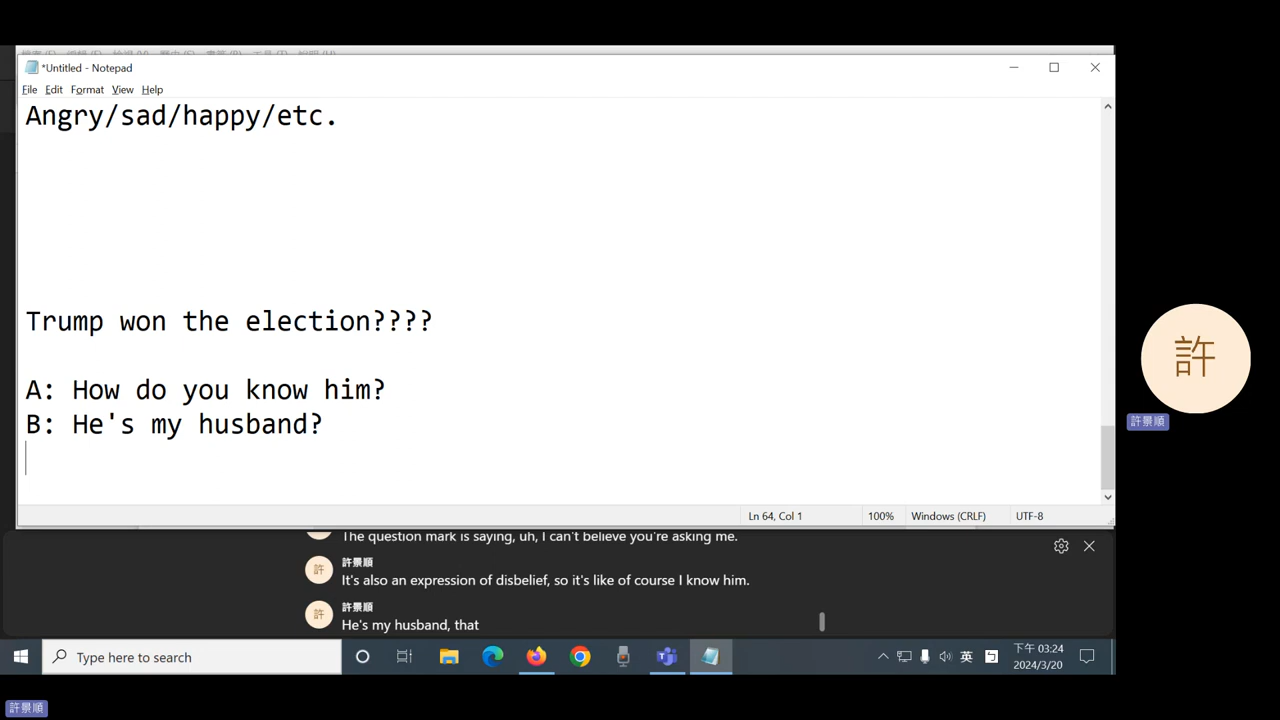 *Untitled - Notepad
File Edit Format View Help
Angry/sad/happy/etc.
Trump won the election????
A: How do you know him?
B: He's my husband?
Ln 64, Col 1
100%
Windows (CRLF)
UTF-8
The question mark is saying, uh, I can't believe you're asking me.
許
許景順
It's also an expression of disbelief, so it's like of course I know him.
許
許景順
He's my husband, that
Type here to search
英
下午 03:24
2024/3/20
許
許景順
許景順